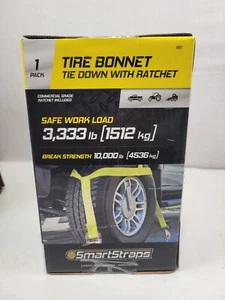 1
PACK
TIRE BONNET
TIE DOWN WITH RATCHET
COMMERCIAL GRADE
RATCHET INCLUDED
SAFE WORK LOAD
3,333 lb [1512 kg]
BREAK STRENGTH 10,000 lb [4536 kg]
SmartStraps